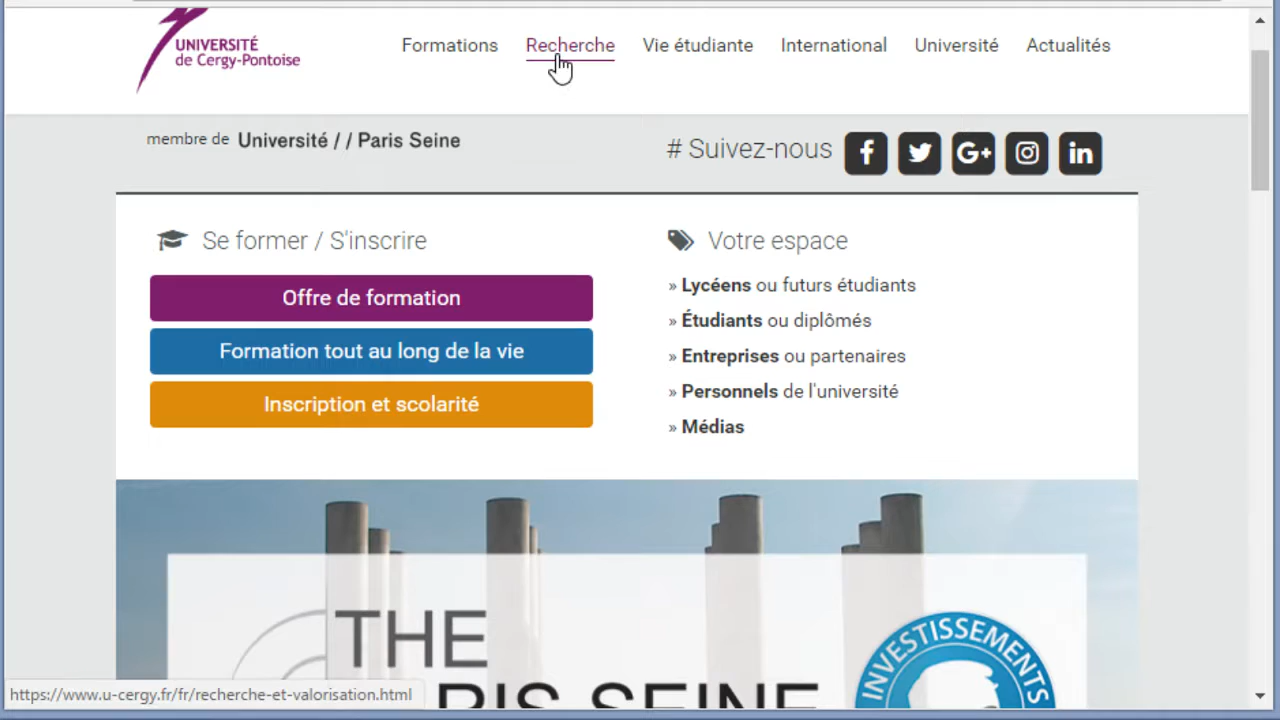 UNIVERSITÉ
de Cergy-Pontoise
Formations Recherche Vie étudiante International Université Actualités
membre de Université // Paris Seine
# Suivez-nous
Se former / S'inscrire
Offre de formation
Formation tout au long de la vie
Inscription et scolarité
Votre espace
» Lycéens ou futurs étudiants
» Étudiants ou diplômés
» Entreprises ou partenaires
» Personnels de l'université
» Médias
THE
PARIS SEINE
INVESTISSEMENTS
https://www.u-cergy.fr/fr/recherche-et-valorisation.html